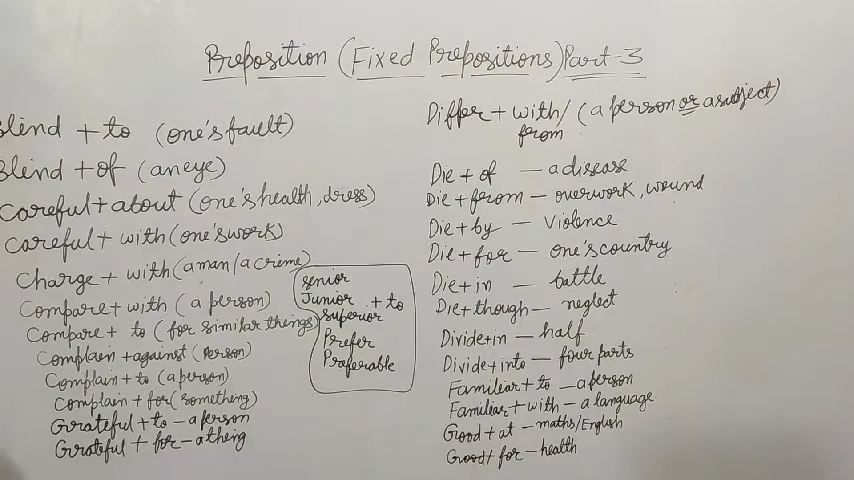 Preposition (Fixed Prepositions) Part-3
Blind + to (one's fault)
Blind + of (an eye)
Careful + about (one's health, dress)
Careful + with (one's work)
Charge + with (a man/a crime)
Compare + with (a person)
Compare + to (for similar things)
Complain + against (Person)
Complain + to (a person)
Complain + for (something)
Grateful + to - a person
Grateful + for - a thing
senior
Junior + to
superior
Prefer
Praferable
Differ + with/ (a person or a subject)
from
Die + of - a disease
Die + from - overwork, wound
Die + by - Violence
Die + for - one's country
Die + in - battle
Die + though - neglect
Divide + in - half
Divide + into - four parts
Familiar + to - a person
Familiar + with - a language
Good + at - maths/English
Good + for - health